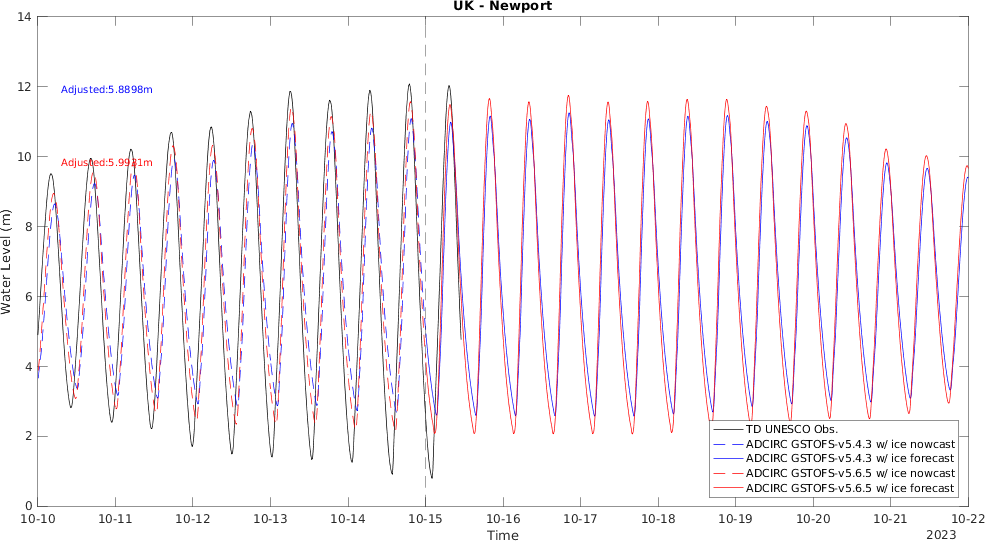 UK - Newport
14
12
10
8
6
4
2
0
Water Level (m)
Adjusted:5.8898m
Adjusted:5.9931m
TD UNESCO Obs.
ADCIRC GSTOFS-v5.4.3 w/ ice nowcast
ADCIRC GSTOFS-v5.4.3 w/ ice forecast
ADCIRC GSTOFS-v5.6.5 w/ ice nowcast
ADCIRC GSTOFS-v5.6.5 w/ ice forecast
10-10 10-11 10-12 10-13 10-14 10-15 10-16 10-17 10-18 10-19 10-20 10-21 10-22
Time
2023